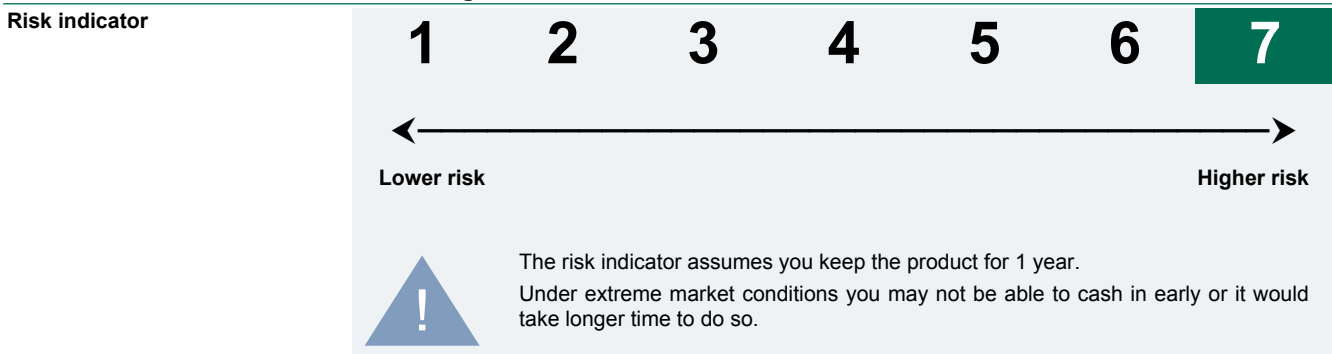 Risk indicator
1 2 3 4 5 6 7
Lower risk Higher risk
!
The risk indicator assumes you keep the product for 1 year.
Under extreme market conditions you may not be able to cash in early or it would
take longer time to do so.